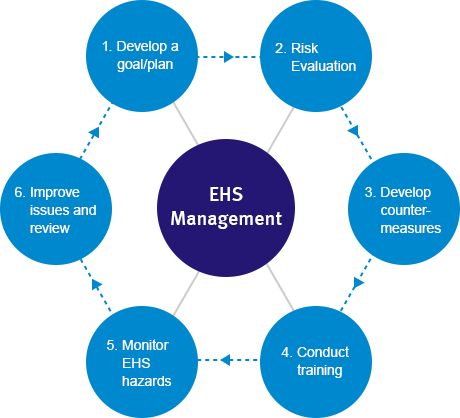 1. Develop a
goal/plan
2. Risk
Evaluation
3. Develop
counter-
measures
4. Conduct
training
5. Monitor
EHS
hazards
6. Improve
issues and
review
EHS
Management